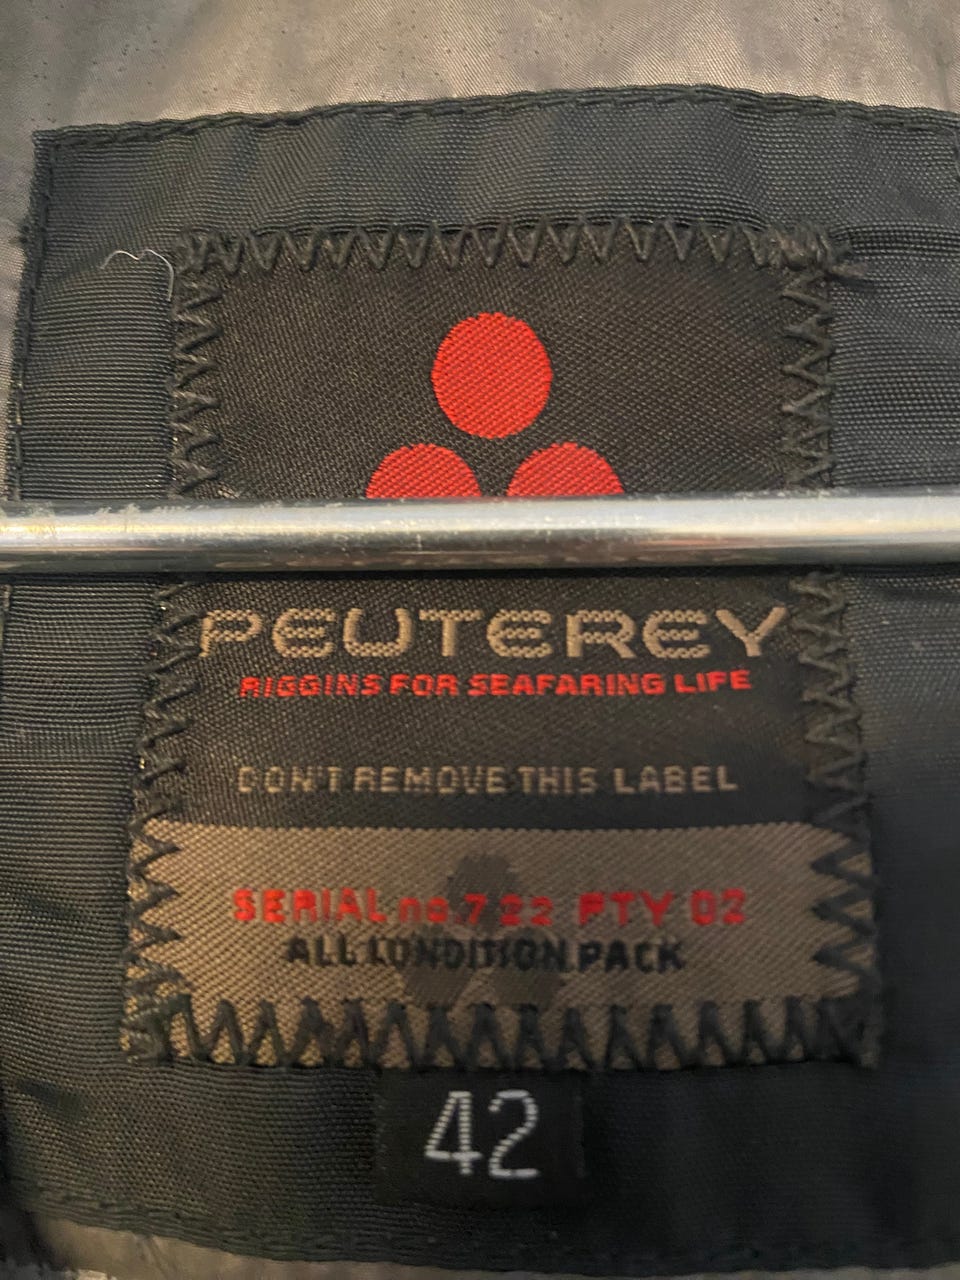 PEUTEREY
RIGGINS FOR SEAFARING LIFE
DON'T REMOVE THIS LABEL
SERIAL no.7 22 PTY 02
ALL CONDITION PACK
42